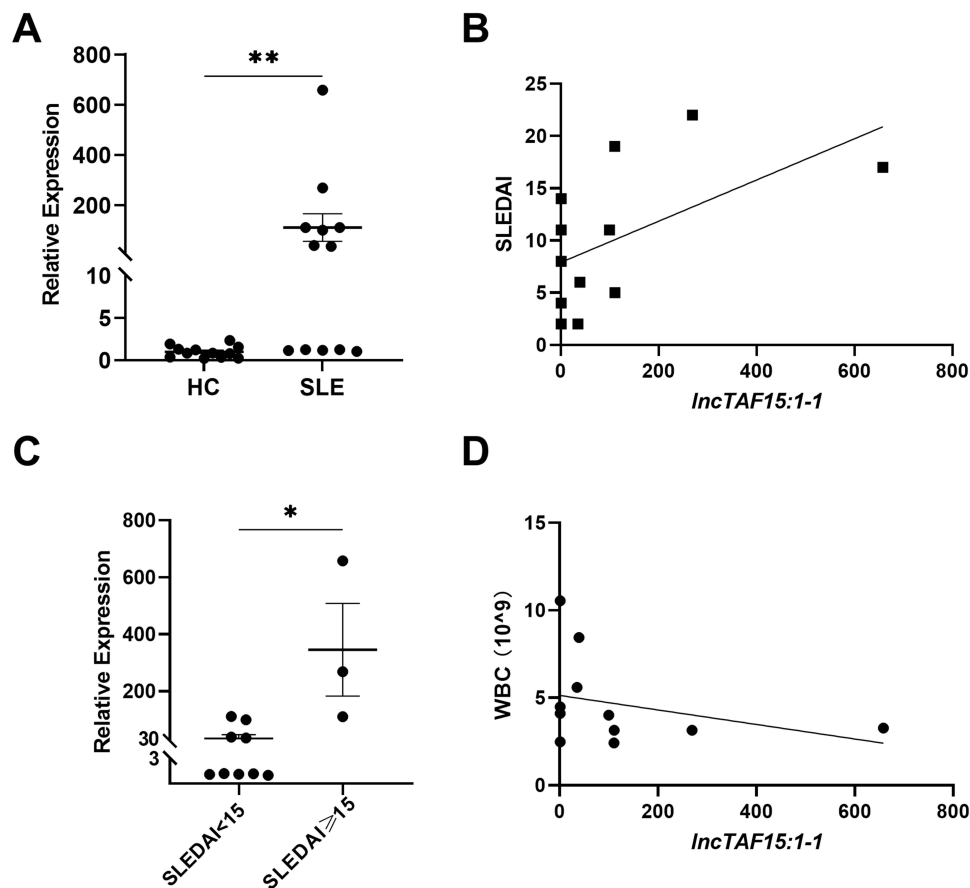 A
800
600
400
200
10
5
0
Relative Expression
**
HC
SLE
B
25
20
15
10
5
0
SLEDAI
0
200
400
600
800
lncTAF15:1-1
C
800
600
400
200
30
3
Relative Expression
*
SLEDAI<15
SLEDAI⩾15
D
15
10
5
0
WBC（10^9）
0
200
400
600
800
lncTAF15:1-1